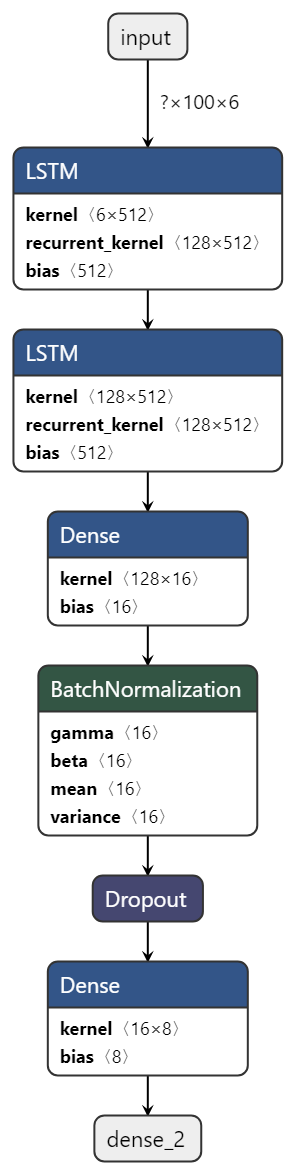 input
?×100×6
LSTM
kernel 〈6×512〉
recurrent_kernel 〈128×512〉
bias 〈512〉
LSTM
kernel 〈128×512〉
recurrent_kernel 〈128×512〉
bias 〈512〉
Dense
kernel 〈128×16〉
bias 〈16〉
BatchNormalization
gamma 〈16〉
beta 〈16〉
mean 〈16〉
variance 〈16〉
Dropout
Dense
kernel 〈16×8〉
bias 〈8〉
dense_2